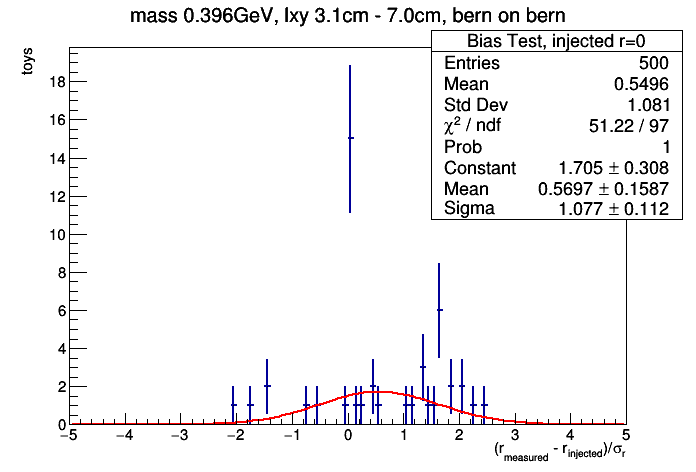 mass 0.396GeV, lxy 3.1cm - 7.0cm, bern on bern
toys
Bias Test, injected r=0
Entries 500
Mean 0.5496
Std Dev 1.081
χ² / ndf 51.22 / 97
Prob 1
Constant 1.705 ± 0.308
Mean 0.5697 ± 0.1587
Sigma 1.077 ± 0.112
18
16
14
12
10
8
6
4
2
0
−5 −4 −3 −2 −1 0 1 2 3 4 5
(r_measured - r_injected)/σ_r